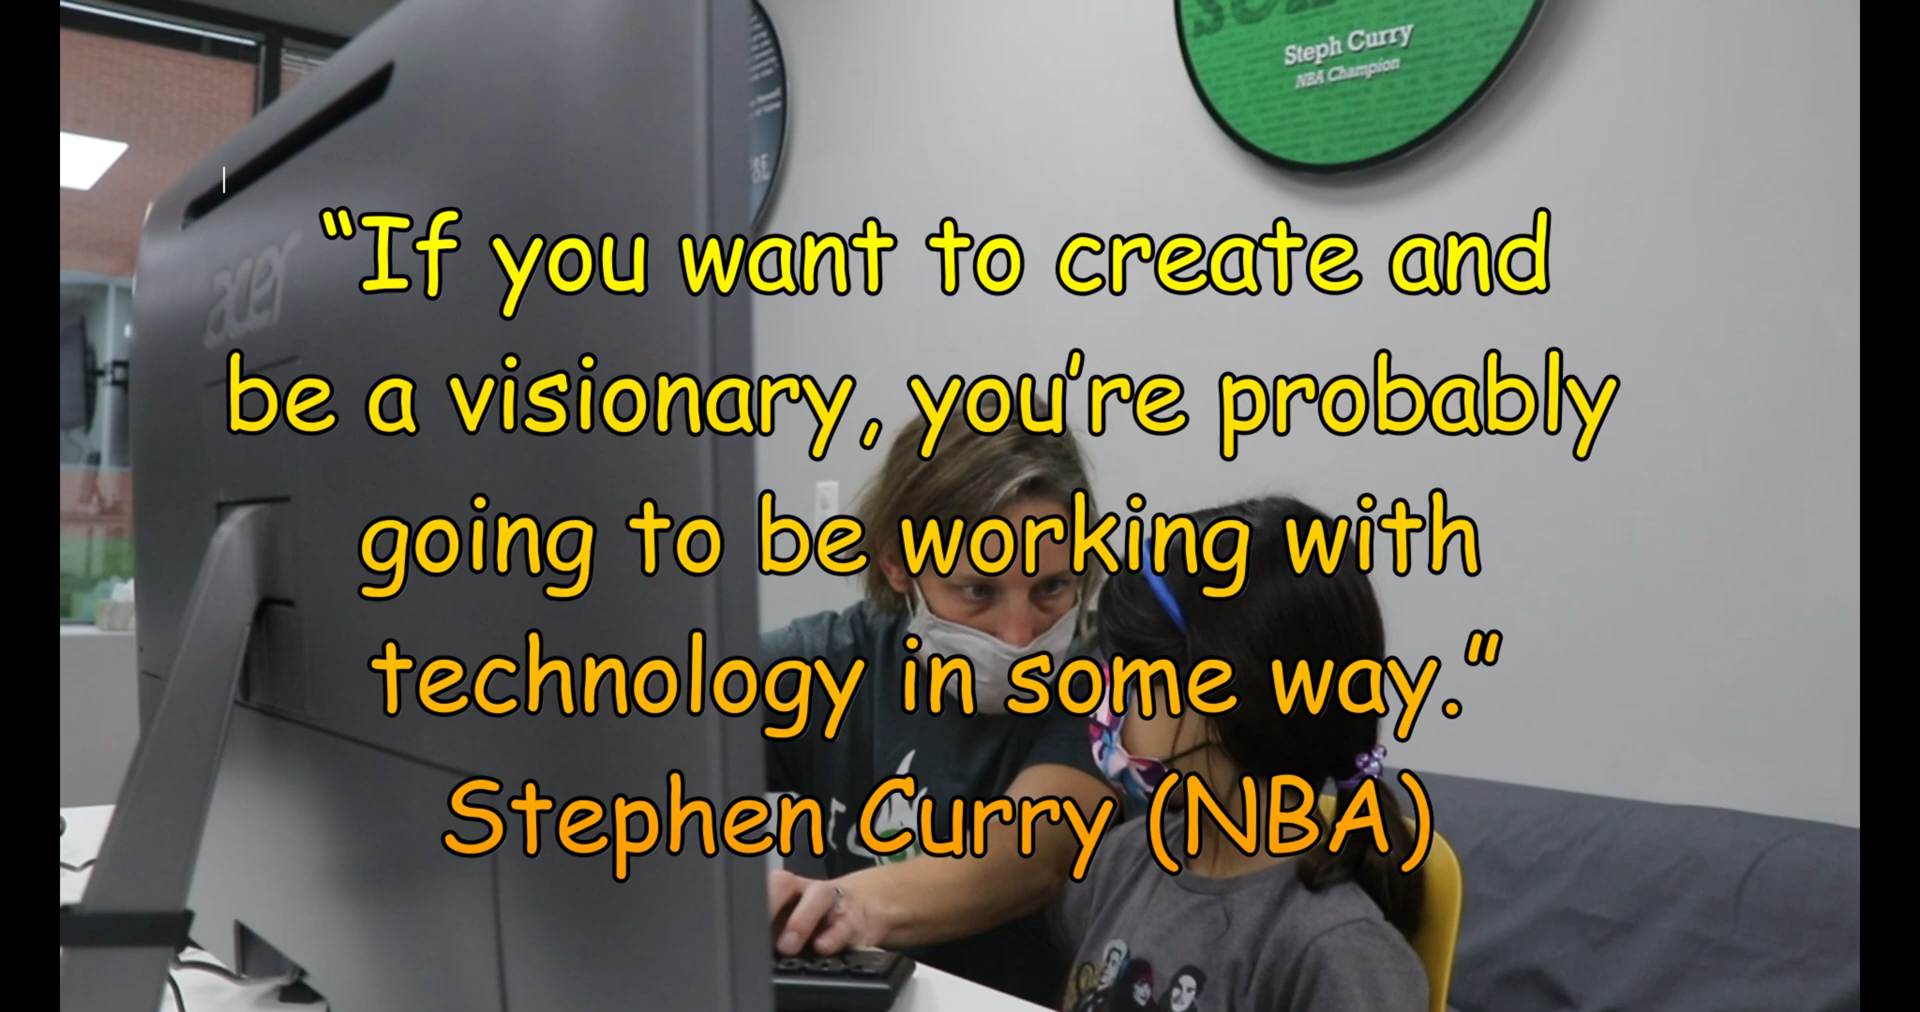 Steph Curry
NBA Champion
acer
“If you want to create and
be a visionary, you’re probably
going to be working with
technology in some way.”
Stephen Curry (NBA)